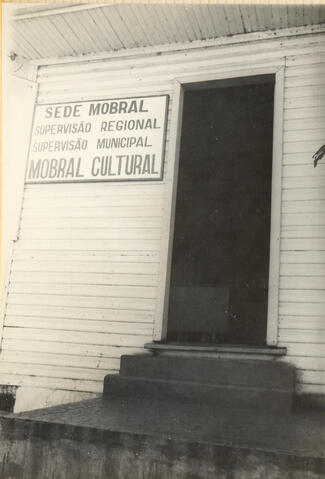 SEDE MOBRAL
SUPERVISÃO REGIONAL
SUPERVISÃO MUNICIPAL
MOBRAL CULTURAL